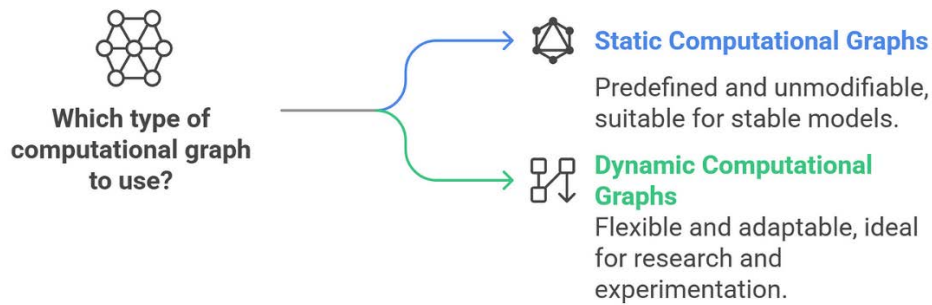 Which type of
computational graph
to use?
Static Computational Graphs
Predefined and unmodifiable,
suitable for stable models.
Dynamic Computational
Graphs
Flexible and adaptable, ideal
for research and
experimentation.